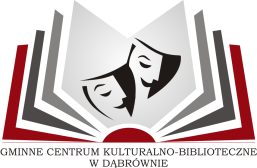 GMINNE CENTRUM KULTURALNO-BIBLIOTECZNE
W DĄBRÓWNIE